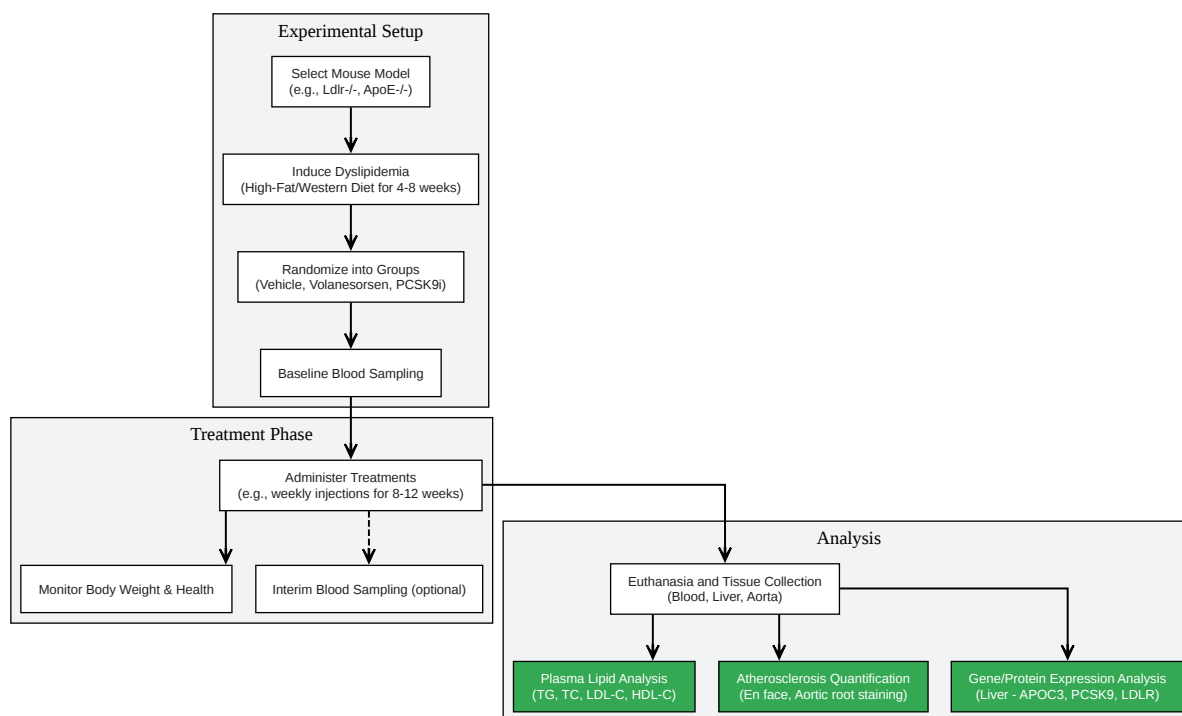 Experimental Setup
Select Mouse Model
(e.g., Ldlr-/-, ApoE-/-)
Induce Dyslipidemia
(High-Fat/Western Diet for 4-8 weeks)
Randomize into Groups
(Vehicle, Volanesorsen, PCSK9i)
Baseline Blood Sampling
Treatment Phase
Administer Treatments
(e.g., weekly injections for 8-12 weeks)
Monitor Body Weight & Health
Interim Blood Sampling (optional)
Analysis
Euthanasia and Tissue Collection
(Blood, Liver, Aorta)
Plasma Lipid Analysis
(TG, TC, LDL-C, HDL-C)
Atherosclerosis Quantification
(En face, Aortic root staining)
Gene/Protein Expression Analysis
(Liver - APOC3, PCSK9, LDLR)